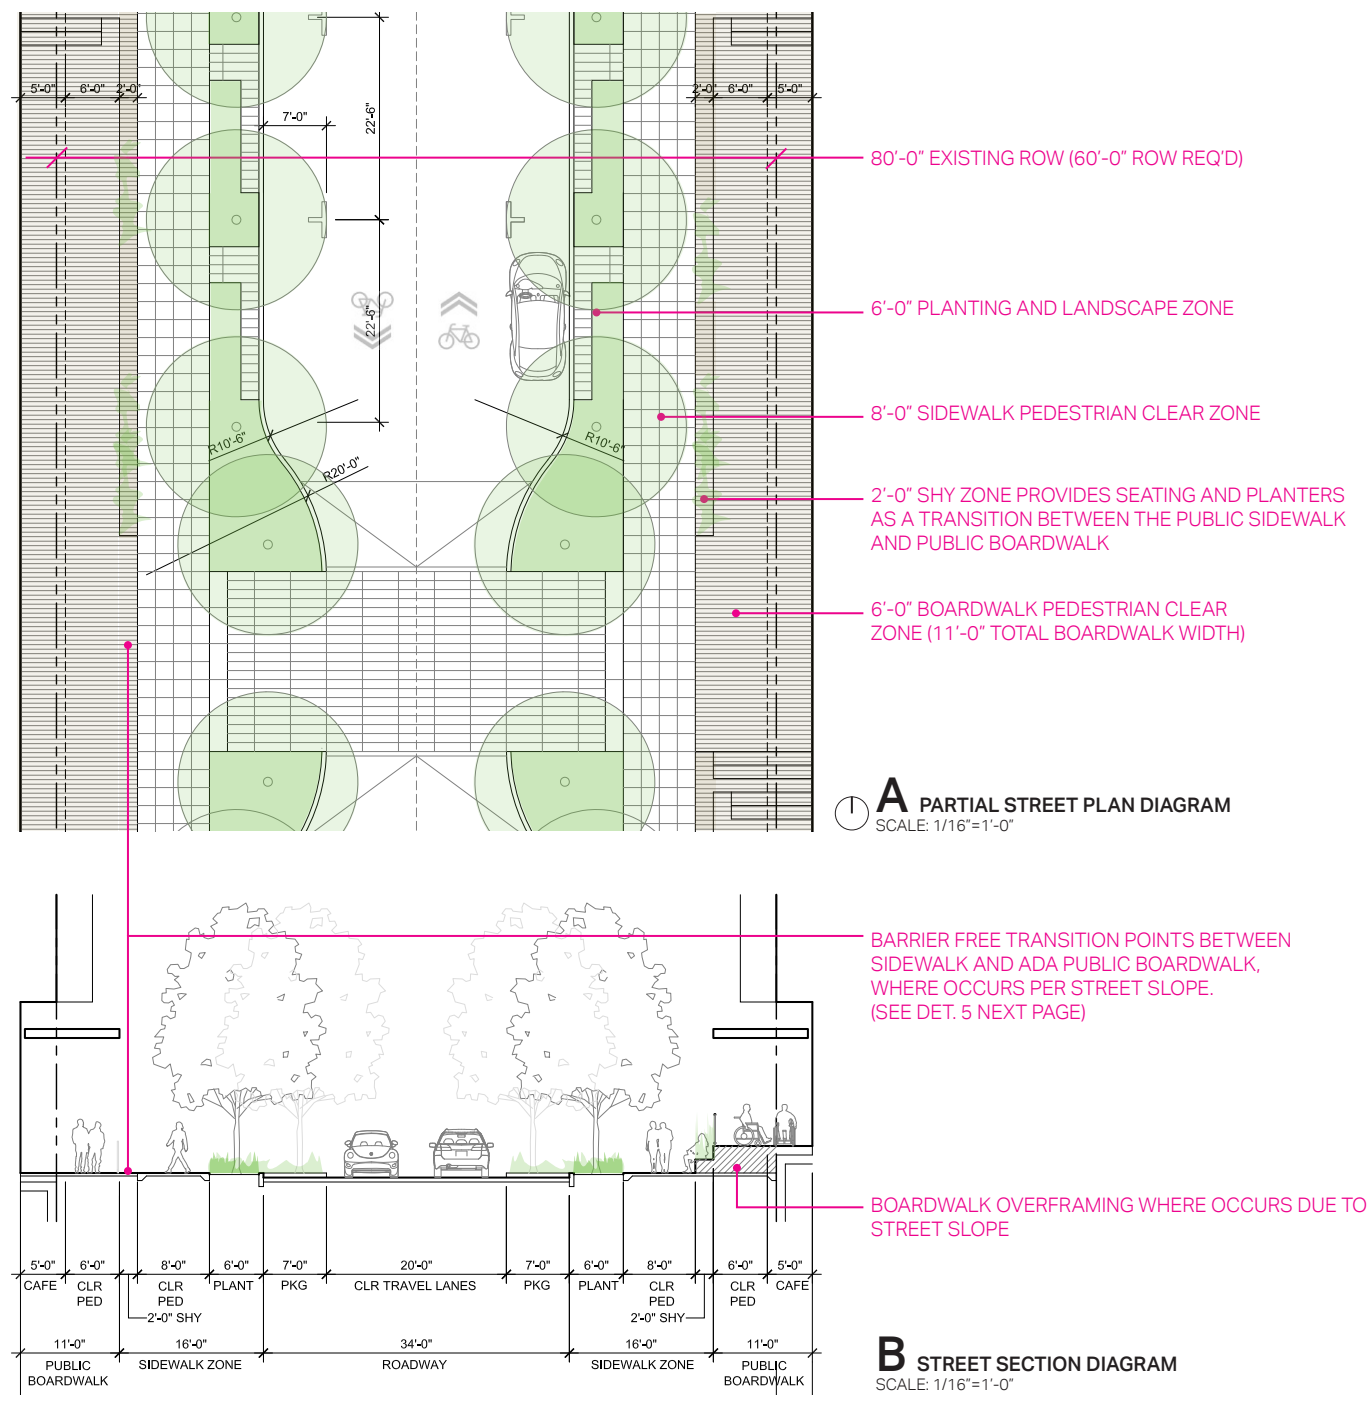 5'-0"
6'-0"
2'-0"
2'-0"
6'-0"
5'-0"
7'-0"
22'-6"
22'-6"
R10'-6"
R20'-0"
R10'-6"
80'-0" EXISTING ROW (60'-0" ROW REQ'D)
6'-0" PLANTING AND LANDSCAPE ZONE
8'-0" SIDEWALK PEDESTRIAN CLEAR ZONE
2'-0" SHY ZONE PROVIDES SEATING AND PLANTERS
AS A TRANSITION BETWEEN THE PUBLIC SIDEWALK
AND PUBLIC BOARDWALK
6'-0" BOARDWALK PEDESTRIAN CLEAR
ZONE (11'-0" TOTAL BOARDWALK WIDTH)
A PARTIAL STREET PLAN DIAGRAM
SCALE: 1/16"=1'-0"
BARRIER FREE TRANSITION POINTS BETWEEN
SIDEWALK AND ADA PUBLIC BOARDWALK,
WHERE OCCURS PER STREET SLOPE.
(SEE DET. 5 NEXT PAGE)
BOARDWALK OVERFRAMING WHERE OCCURS DUE TO
STREET SLOPE
5'-0"
CAFE
6'-0"
CLR
PED
2'-0" SHY
8'-0"
CLR
PED
6'-0"
PLANT
7'-0"
PKG
20'-0"
CLR TRAVEL LANES
7'-0"
PKG
6'-0"
PLANT
8'-0"
CLR
PED
2'-0" SHY
6'-0"
CLR
PED
5'-0"
CAFE
11'-0"
PUBLIC
BOARDWALK
16'-0"
SIDEWALK ZONE
34'-0"
ROADWAY
16'-0"
SIDEWALK ZONE
11'-0"
PUBLIC
BOARDWALK
B STREET SECTION DIAGRAM
SCALE: 1/16"=1'-0"